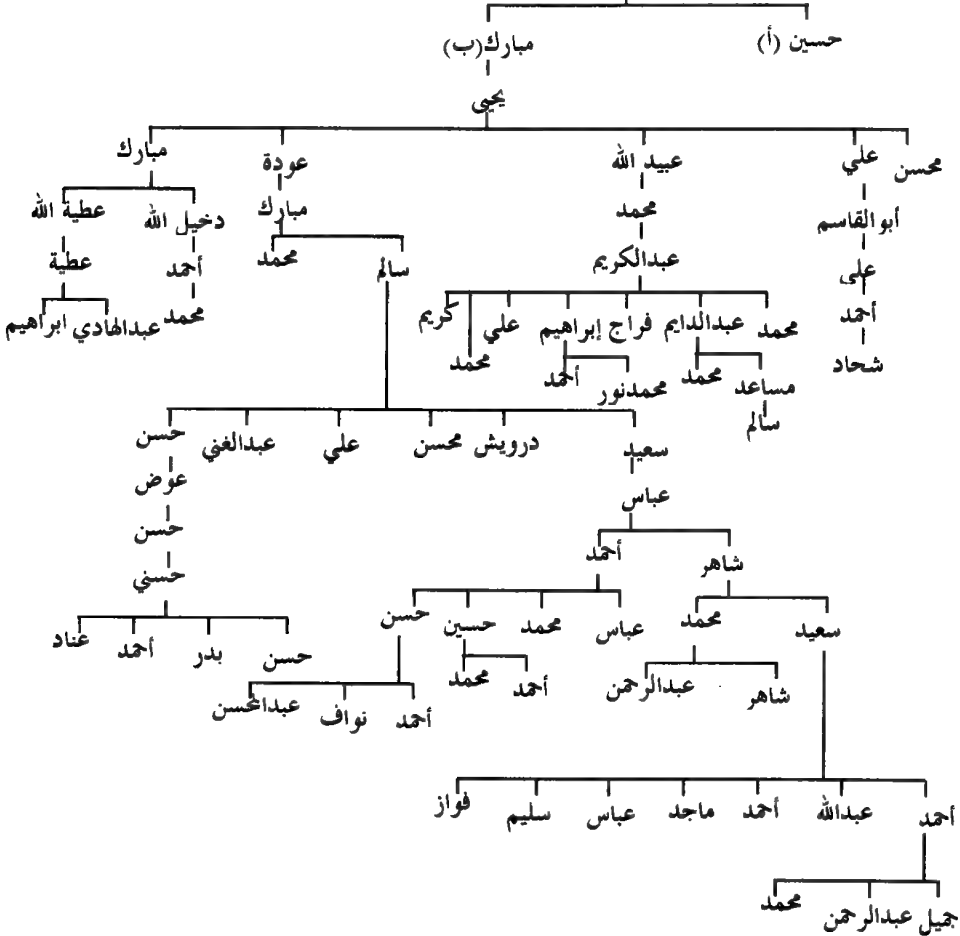 حسين (أ) مبارك (ب)
يحيى
محسن علي عبيد الله عودة مبارك
أبو القاسم محمد مبارك دخيل الله عطية الله
على عبدالكريم سالم محمد أحمد عطية
أحمد محمد عبدالدايم فراج إبراهيم علي محمد كريم محمد عبدالهادي ابراهيم
شحاد مساعد محمد محمدنور أحمد
سالم
سعيد درويش محسن علي عبدالغني حسن
عباس عوض
شاهر أحمد حسن
حسني
سعيد محمد عباس محمد حسين حسن حسن بدر أحمد عناد
شاهر عبدالرحمن أحمد محمد أحمد نواف عبدالمحسن
أحمد عبدالله أحمد ماجد عباس سليم فواز
جميل عبدالرحمن محمد